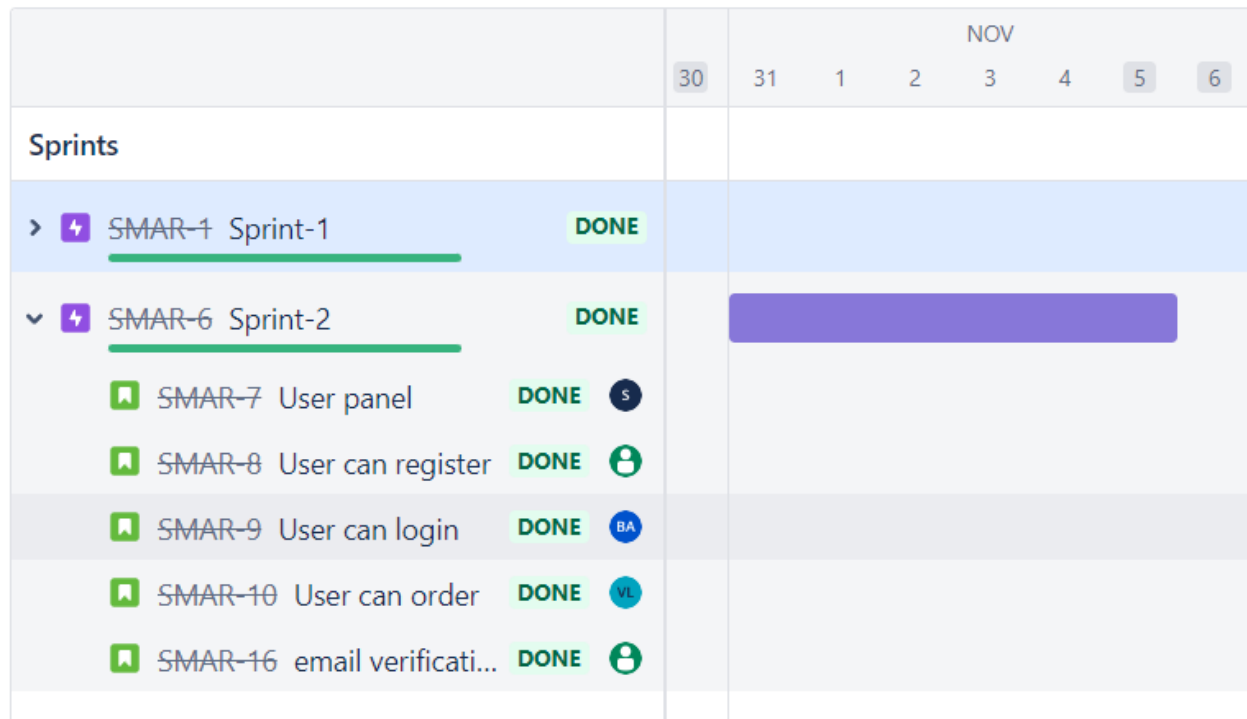 NOV
30 31 1 2 3 4 5 6
Sprints
SMAR-1 Sprint-1 DONE
SMAR-6 Sprint-2 DONE
SMAR-7 User panel DONE S
SMAR-8 User can register DONE
SMAR-9 User can login DONE BA
SMAR-10 User can order DONE VL
SMAR-16 email verificati... DONE